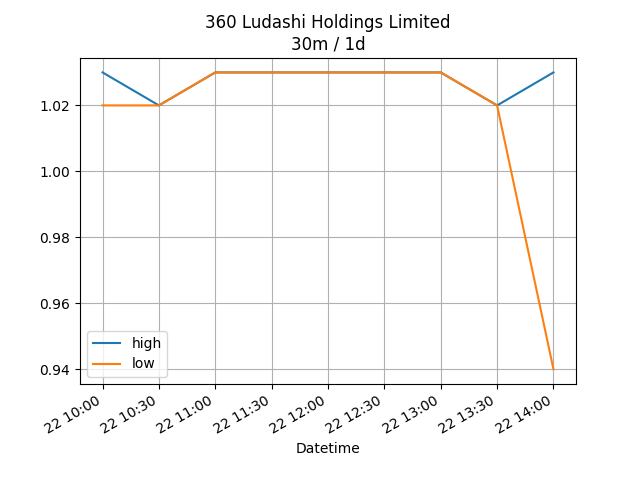 360 Ludashi Holdings Limited
30m / 1d
1.02
1.00
0.98
0.96
0.94
high
low
22 10:00
22 10:30
22 11:00
22 11:30
22 12:00
22 12:30
22 13:00
22 13:30
22 14:00
Datetime